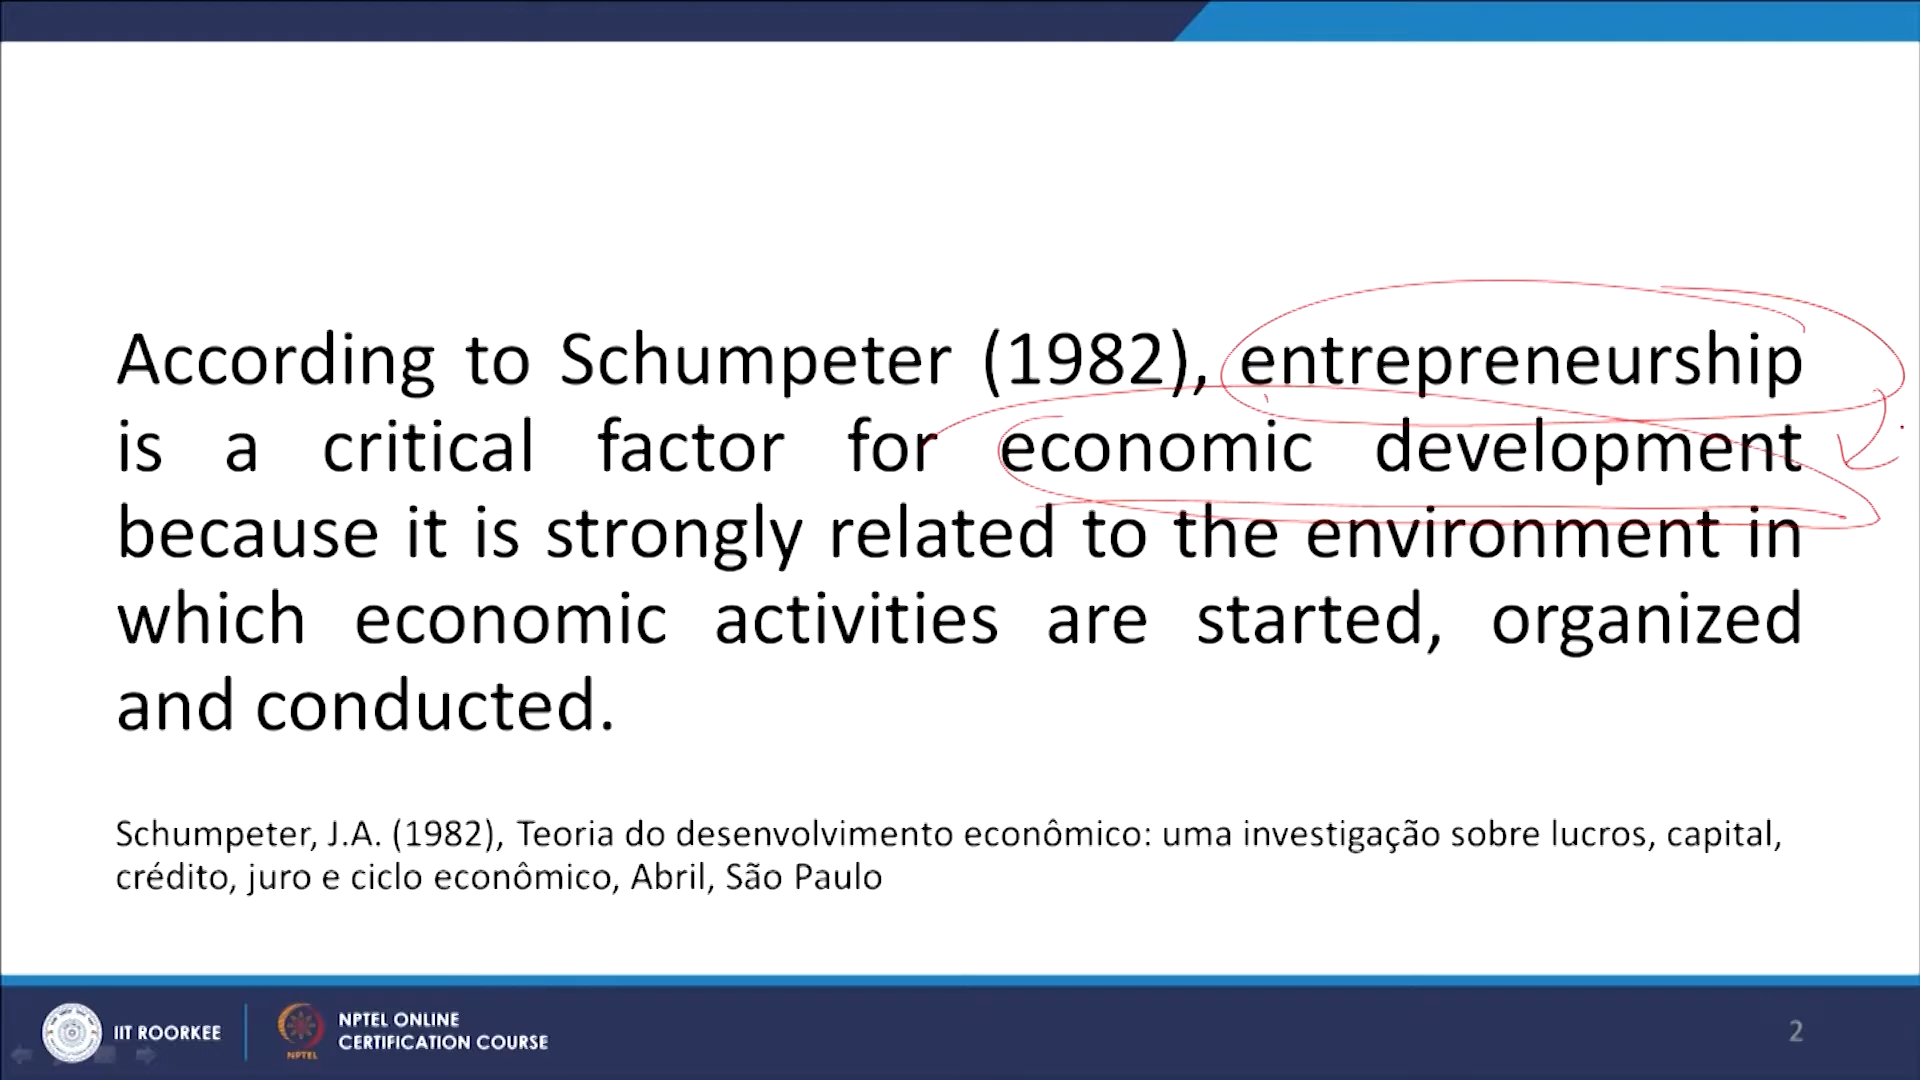 According to Schumpeter (1982), entrepreneurship
is a critical factor for economic development
because it is strongly related to the environment in
which economic activities are started, organized
and conducted.
Schumpeter, J.A. (1982), Teoria do desenvolvimento econômico: uma investigação sobre lucros, capital,
crédito, juro e ciclo econômico, Abril, São Paulo
IIT ROORKEE
NPTEL
NPTEL ONLINE
CERTIFICATION COURSE
2